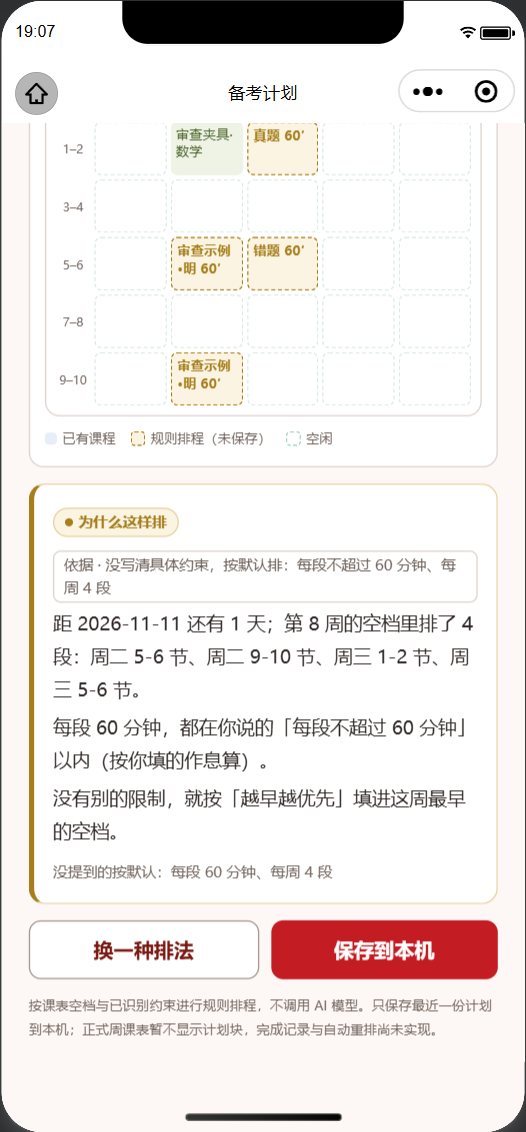 19:07
备考计划
1–2
审查夹具·
数学
真题 60′
3–4
5–6
审查示例
·明 60′
错题 60′
7–8
9–10
审查示例
·明 60′
已有课程
规则排程（未保存）
空闲
为什么这样排
依据 · 没写清具体约束，按默认排：每段不超过 60 分钟、每
周 4 段
距 2026-11-11 还有 1 天；第 8 周的空档里排了 4
段：周二 5-6 节、周二 9-10 节、周三 1-2 节、周
三 5-6 节。
每段 60 分钟，都在你说的「每段不超过 60 分钟」
以内（按你填的作息算）。
没有别的限制，就按「越早越优先」填进这周最早
的空档。
没提到的按默认：每段 60 分钟、每周 4 段
换一种排法
保存到本机
按课表空档与已识别约束进行规则排程，不调用 AI 模型。只保存最近一份计划
到本机；正式周课表暂不显示计划块，完成记录与自动重排尚未实现。